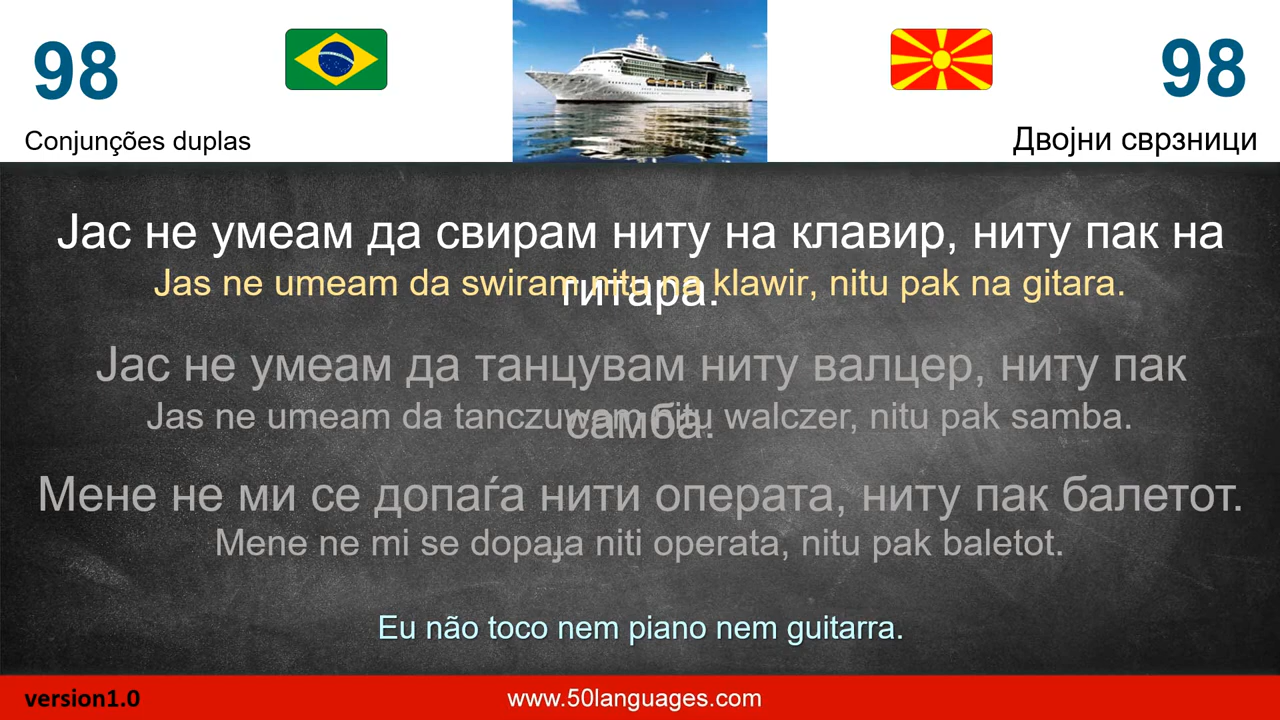 98
98
Conjunções duplas
Двојни сврзници
Јас не умеам да свирам ниту на клавир, ниту пак на
гитара.
Jas ne umeam da swiram nitu na klawir, nitu pak na gitara.
Јас не умеам да танцувам ниту валцер, ниту пак
самба.
Jas ne umeam da tanczuwam nitu walczer, nitu pak samba.
Мене не ми се допаѓа нити операта, ниту пак балетот.
Mene ne mi se dopaɟa niti operata, nitu pak baletot.
Eu não toco nem piano nem guitarra.
version1.0
www.50languages.com